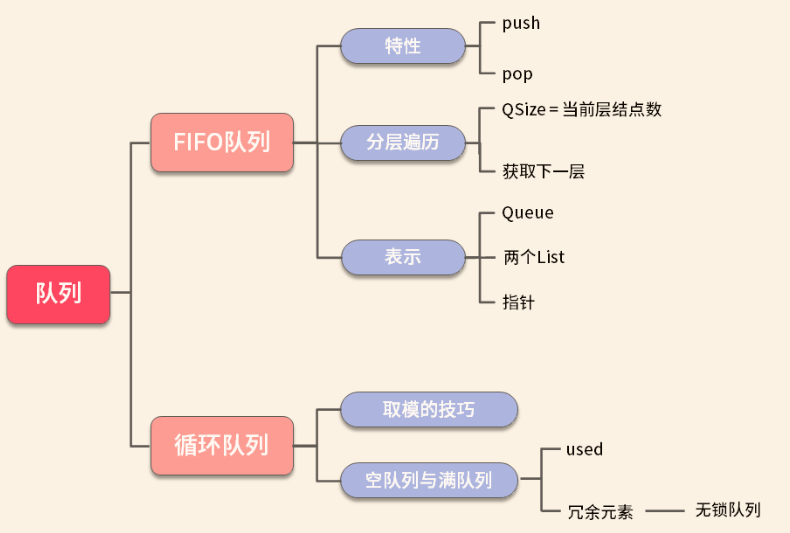 队列
FIFO队列
特性
push
pop
分层遍历
QSize = 当前层结点数
获取下一层
表示
Queue
两个List
指针
循环队列
取模的技巧
空队列与满队列
used
冗余元素
无锁队列